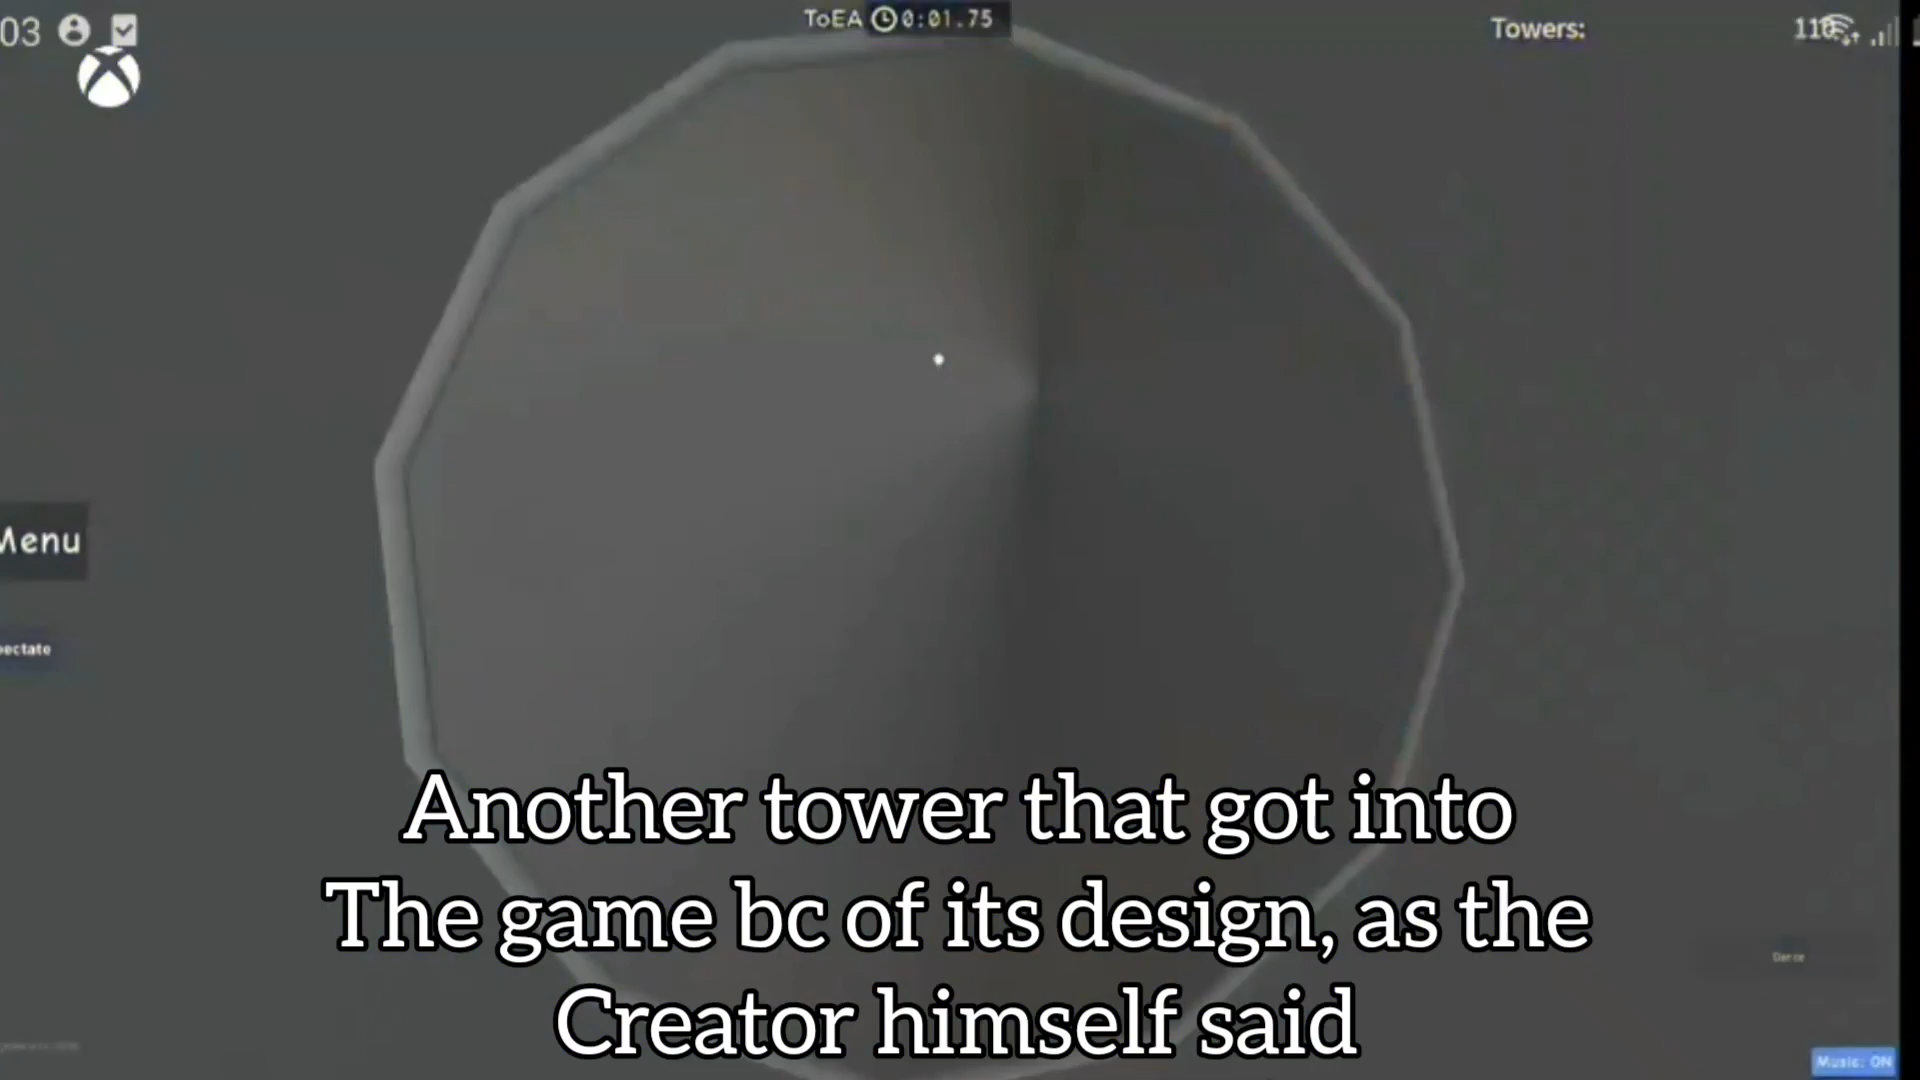 03
ToEA 0:01.75
Towers:
Menu
pectate
Another tower that got into
The game bc of its design, as the
Creator himself said
Music: ON